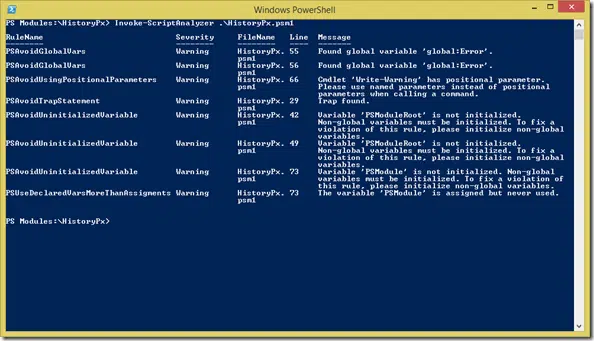 Windows PowerShell
PS Modules:\HistoryPx> Invoke-ScriptAnalyzer .\HistoryPx.psm1
RuleName Severity FileName Line Message
-------- -------- -------- ---- -------
PSAvoidGlobalVars Warning HistoryPx. 55 Found global variable 'global:Error'.
psm1
PSAvoidGlobalVars Warning HistoryPx. 56 Found global variable 'global:Error'.
psm1
PSAvoidUsingPositionalParameters Warning HistoryPx. 66 Cmdlet 'Write-Warning' has positional parameter.
psm1 Please use named parameters instead of positional
parameters when calling a command.
PSAvoidTrapStatement Warning HistoryPx. 29 Trap found.
psm1
PSAvoidUninitializedVariable Warning HistoryPx. 42 Variable 'PSModuleRoot' is not initialized.
psm1 Non-global variables must be initialized. To fix a
violation of this rule, please initialize non-global
variables.
PSAvoidUninitializedVariable Warning HistoryPx. 49 Variable 'PSModuleRoot' is not initialized.
psm1 Non-global variables must be initialized. To fix a
violation of this rule, please initialize non-global
variables.
PSAvoidUninitializedVariable Warning HistoryPx. 73 Variable 'PSModule' is not initialized. Non-global
psm1 variables must be initialized. To fix a violation of
this rule, please initialize non-global variables.
PSUseDeclaredVarsMoreThanAssigments Warning HistoryPx. 73 The variable 'PSModule' is assigned but never used.
psm1
PS Modules:\HistoryPx>